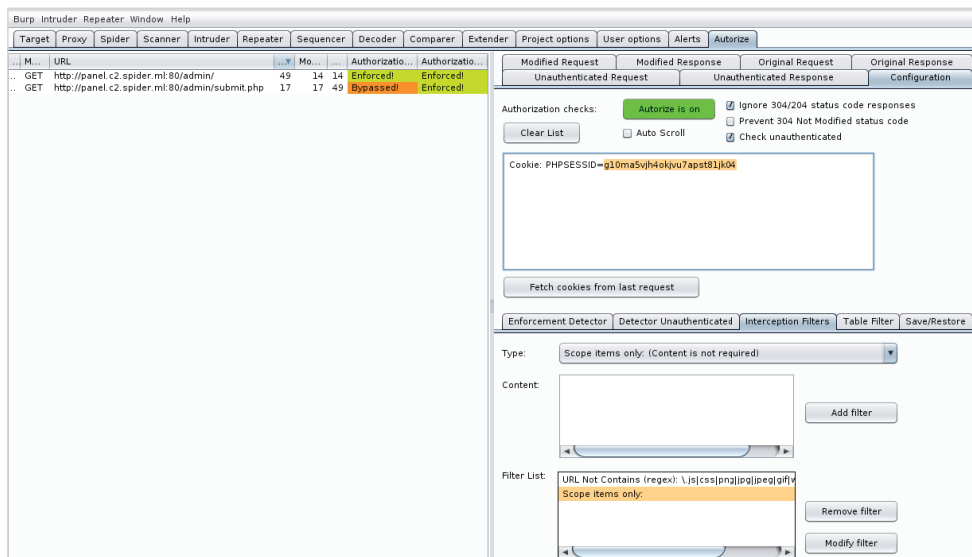 Burp Intruder Repeater Window Help
Target Proxy Spider Scanner Intruder Repeater Sequencer Decoder Comparer Extender Project options User options Alerts Autorize
... M... URL ...▼ Mo... ... Authorizatio... Authorizatio...
.. GET http://panel.c2.spider.ml:80/admin/ 49 14 14 Enforced! Enforced!
.. GET http://panel.c2.spider.ml:80/admin/submit.php 17 17 49 Bypassed! Enforced!
Modified Request Modified Response Original Request Original Response
Unauthenticated Request Unauthenticated Response Configuration
Authorization checks: Autorize is on Ignore 304/204 status code responses
Prevent 304 Not Modified status code
Clear List Auto Scroll Check unauthenticated
Cookie: PHPSESSID=g10ma5vjh4okjvu7apst81jk04
Fetch cookies from last request
Enforcement Detector Detector Unauthenticated Interception Filters Table Filter Save/Restore
Type: Scope items only: (Content is not required)
Content:
Add filter
Filter List: URL Not Contains (regex): \.js|css|png|jpg|jpeg|gif|w
Scope items only:
Remove filter
Modify filter